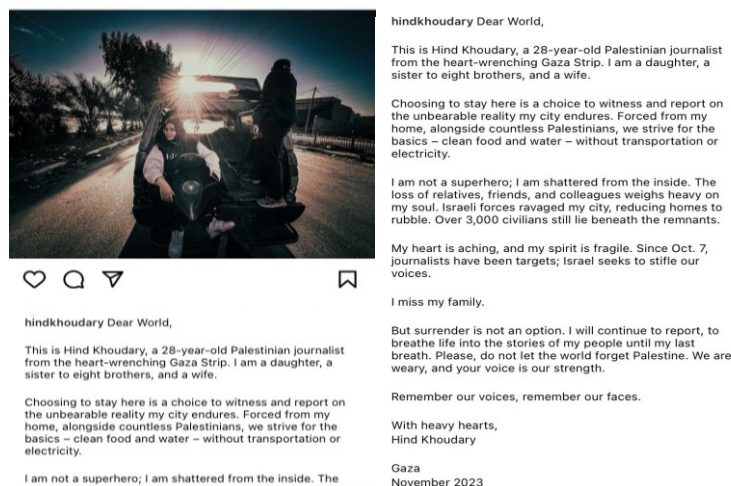 hindkhoudary Dear World,
This is Hind Khoudary, a 28-year-old Palestinian journalist
from the heart-wrenching Gaza Strip. I am a daughter, a
sister to eight brothers, and a wife.
Choosing to stay here is a choice to witness and report on
the unbearable reality my city endures. Forced from my
home, alongside countless Palestinians, we strive for the
basics – clean food and water – without transportation or
electricity.
I am not a superhero; I am shattered from the inside. The
hindkhoudary Dear World,
This is Hind Khoudary, a 28-year-old Palestinian journalist
from the heart-wrenching Gaza Strip. I am a daughter, a
sister to eight brothers, and a wife.
Choosing to stay here is a choice to witness and report on
the unbearable reality my city endures. Forced from my
home, alongside countless Palestinians, we strive for the
basics – clean food and water – without transportation or
electricity.
I am not a superhero; I am shattered from the inside. The
loss of relatives, friends, and colleagues weighs heavy on
my soul. Israeli forces ravaged my city, reducing homes to
rubble. Over 3,000 civilians still lie beneath the remnants.
My heart is aching, and my spirit is fragile. Since Oct. 7,
journalists have been targets; Israel seeks to stifle our
voices.
I miss my family.
But surrender is not an option. I will continue to report, to
breathe life into the stories of my people until my last
breath. Please, do not let the world forget Palestine. We are
weary, and your voice is our strength.
Remember our voices, remember our faces.
With heavy hearts,
Hind Khoudary
Gaza
November 2023